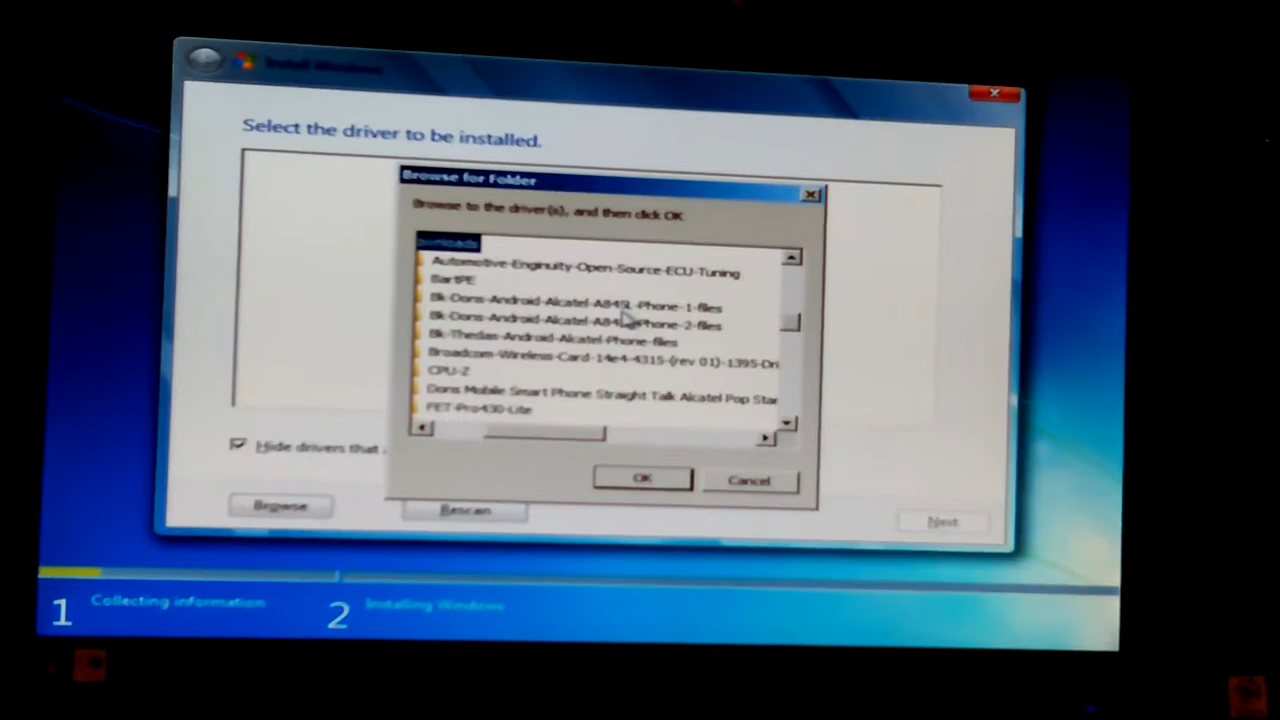 Install Windows
Select the driver to be installed.
Browse for Folder
Browse to the driver(s), and then click OK
ownloads
Automotive-Enginuity-Open-Source-ECU-Tuning
BartPE
Bk-Dons-Android-Alcatel-A845L-Phone-1-files
Bk-Dons-Android-Alcatel-A84 Phone-2-files
Bk-Thedas-Android-Alcatel-Phone-files
Broadcom-Wireless-Card-14e4-4315-(rev 01)-1395-Dri
CPU-Z
Dons Mobile Smart Phone Straight Talk Alcatel Pop Star
FET-Pro430-Lite
Hide drivers that
OK
Cancel
Browse
Rescan
Next
1 Collecting information
2 Installing Windows